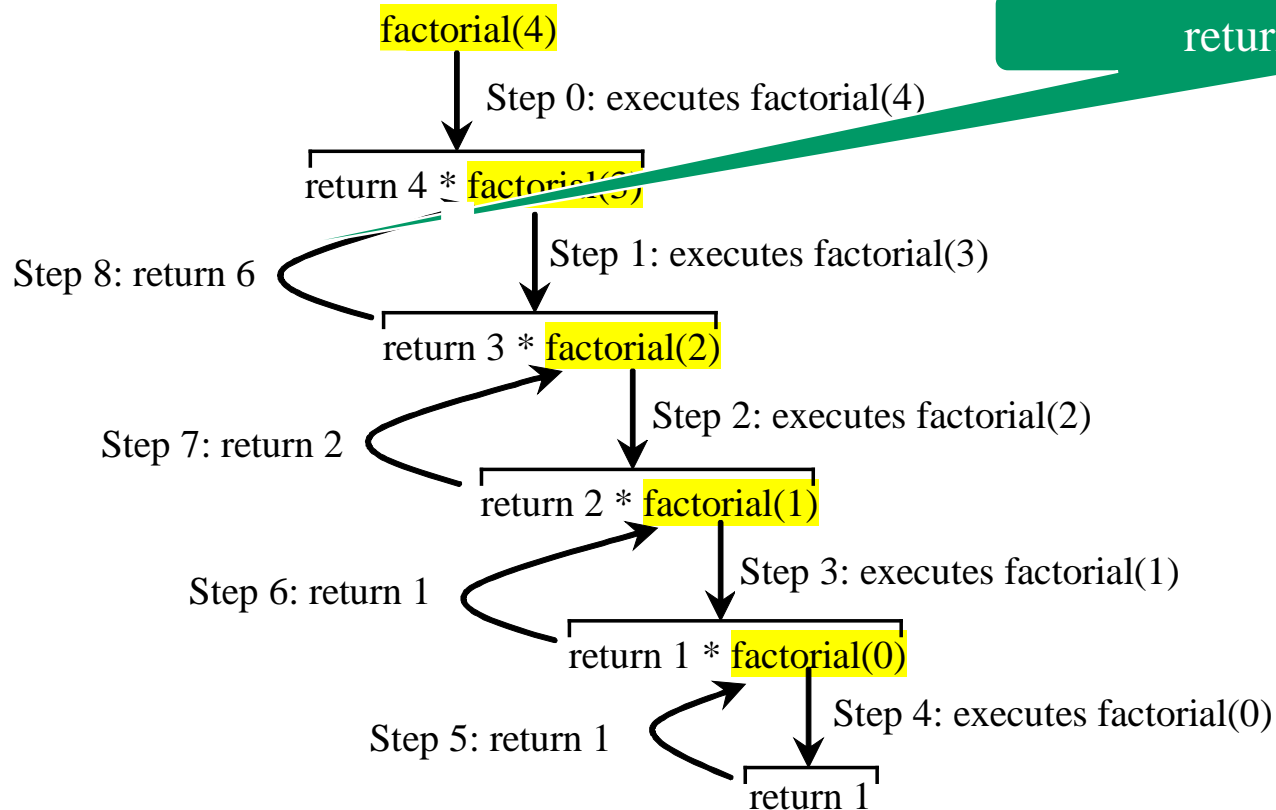 factorial(4)
retur
Step 0: executes factorial(4)
return 4 * factorial(3)
Step 1: executes factorial(3)
Step 8: return 6
return 3 * factorial(2)
Step 2: executes factorial(2)
Step 7: return 2
return 2 * factorial(1)
Step 3: executes factorial(1)
Step 6: return 1
return 1 * factorial(0)
Step 4: executes factorial(0)
Step 5: return 1
return 1